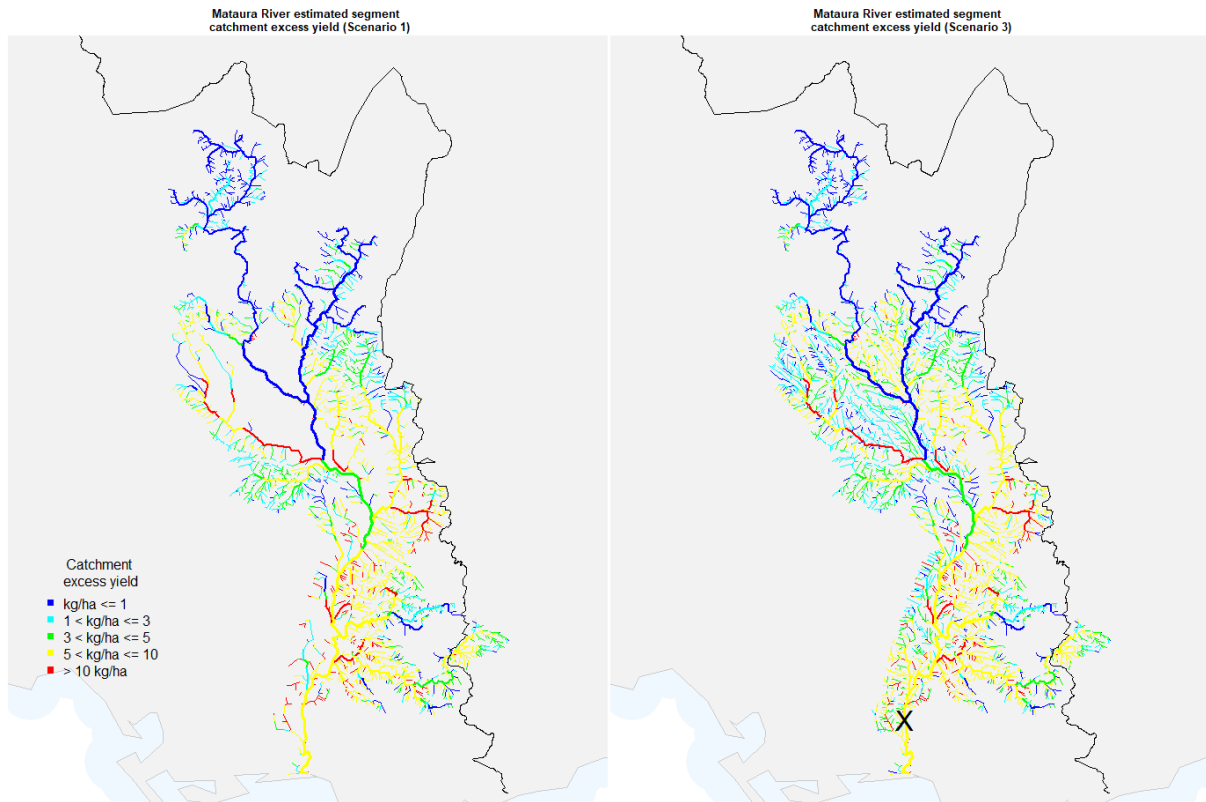 Mataura River estimated segment
catchment excess yield (Scenario 1)
Mataura River estimated segment
catchment excess yield (Scenario 3)
Catchment
excess yield
kg/ha <= 1
1 < kg/ha <= 3
3 < kg/ha <= 5
5 < kg/ha <= 10
> 10 kg/ha
X